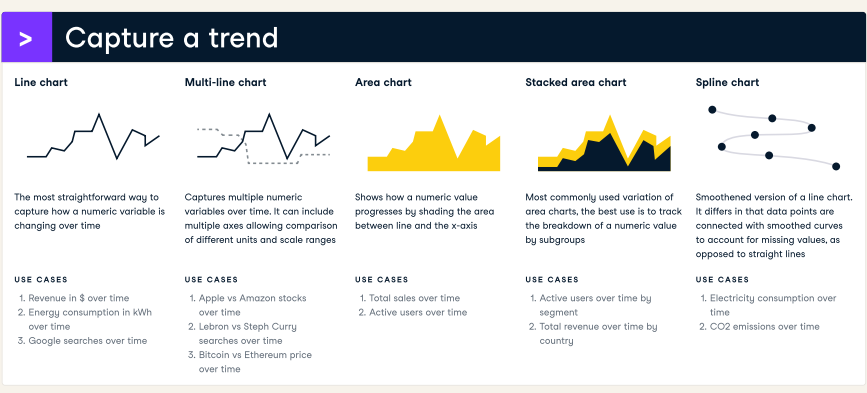 > Capture a trend
Line chart
The most straightforward way to
capture how a numeric variable is
changing over time
USE CASES
1. Revenue in $ over time
2. Energy consumption in kWh
over time
3. Google searches over time
Multi-line chart
Captures multiple numeric
variables over time. It can include
multiple axes allowing comparison
of different units and scale ranges
USE CASES
1. Apple vs Amazon stocks
over time
2. Lebron vs Steph Curry
searches over time
3. Bitcoin vs Ethereum price
over time
Area chart
Shows how a numeric value
progresses by shading the area
between line and the x-axis
USE CASES
1. Total sales over time
2. Active users over time
Stacked area chart
Most commonly used variation of
area charts, the best use is to track
the breakdown of a numeric value
by subgroups
USE CASES
1. Active users over time by
segment
2. Total revenue over time by
country
Spline chart
Smoothened version of a line chart.
It differs in that data points are
connected with smoothed curves
to account for missing values, as
opposed to straight lines
USE CASES
1. Electricity consumption over
time
2. CO2 emissions over time